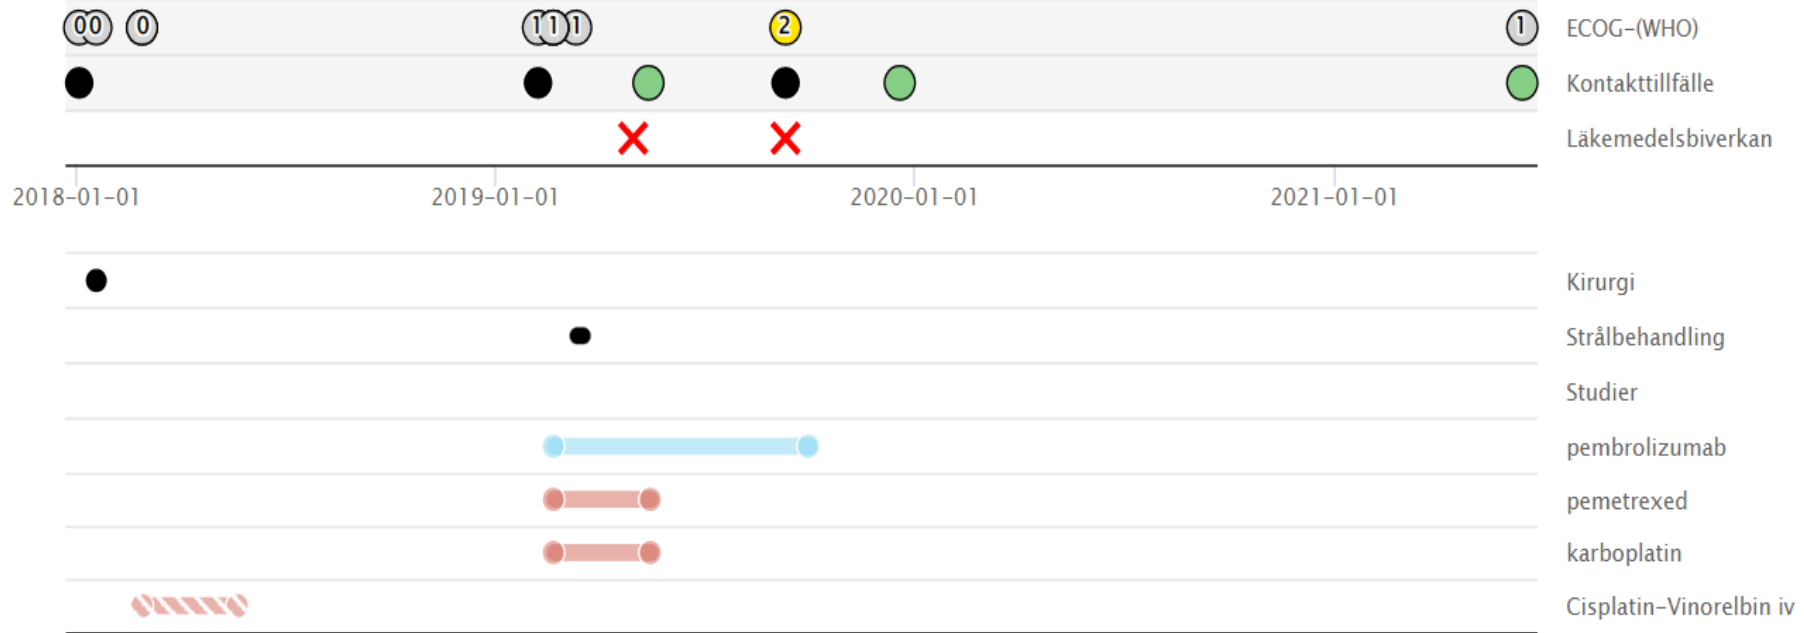 0 0 0 1 1 1 2 1 ECOG-(WHO)
Kontakttillfälle
Läkemedelsbiverkan
2018-01-01 2019-01-01 2020-01-01 2021-01-01
Kirurgi
Strålbehandling
Studier
pembrolizumab
pemetrexed
karboplatin
Cisplatin-Vinorelbin iv